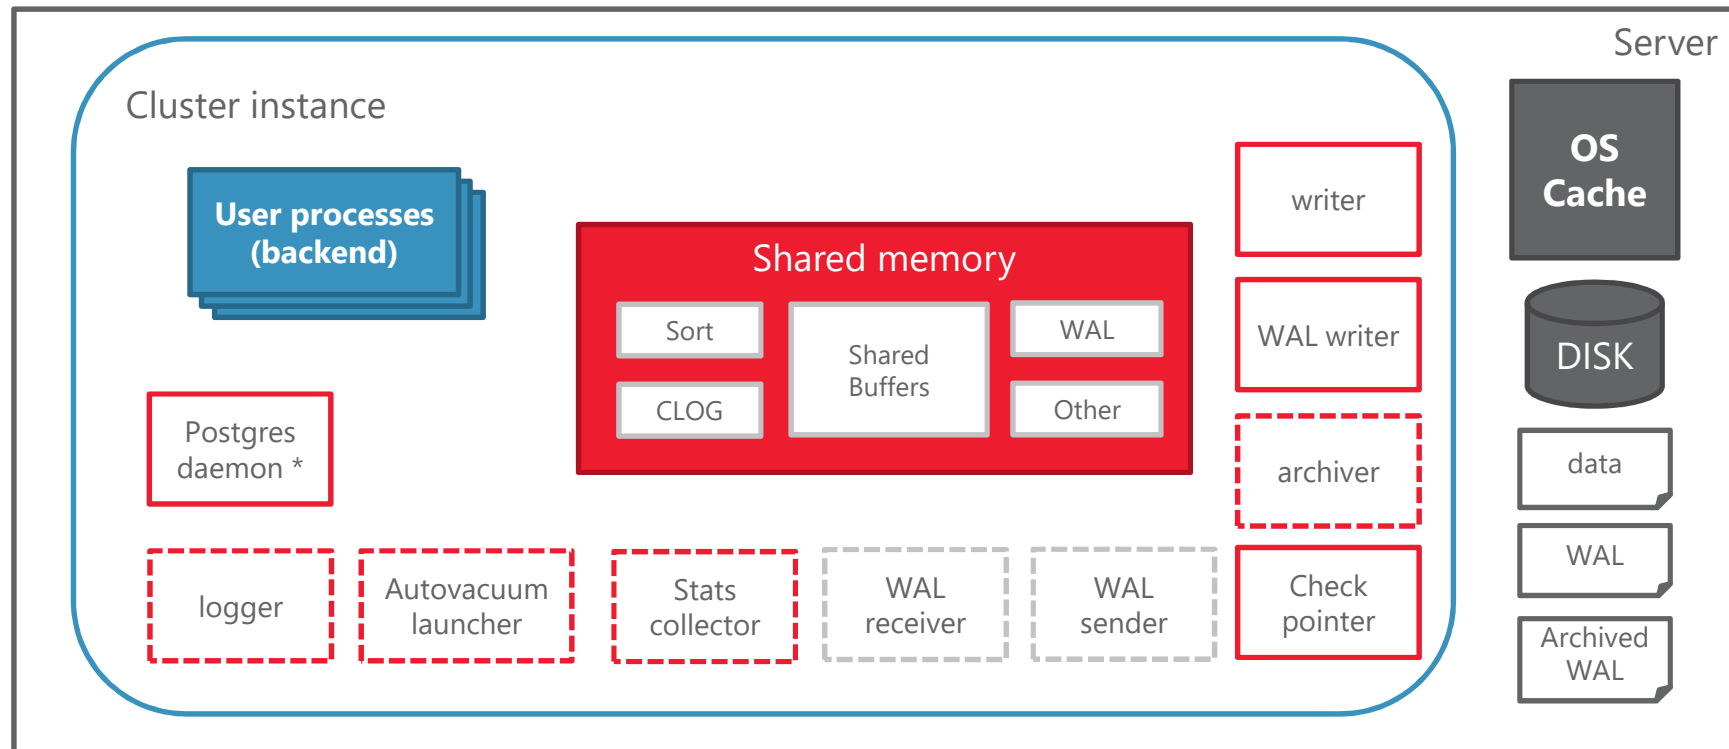 Server
Cluster instance
User processes
(backend)
Shared memory
Sort
CLOG
Shared
Buffers
WAL
Other
Postgres
daemon *
logger
Autovacuum
launcher
Stats
collector
WAL
receiver
WAL
sender
writer
WAL writer
archiver
Check
pointer
OS
Cache
DISK
data
WAL
Archived
WAL